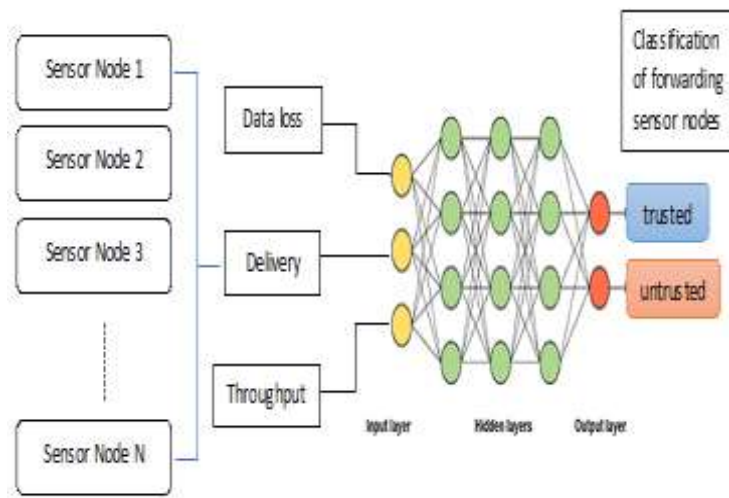 Sensor Node 1
Sensor Node 2
Sensor Node 3
Sensor Node N
Data loss
Delivery
Throughput
Input layer
Hidden layers
Output layer
Classification
of forwarding
sensor nodes
trusted
untrusted